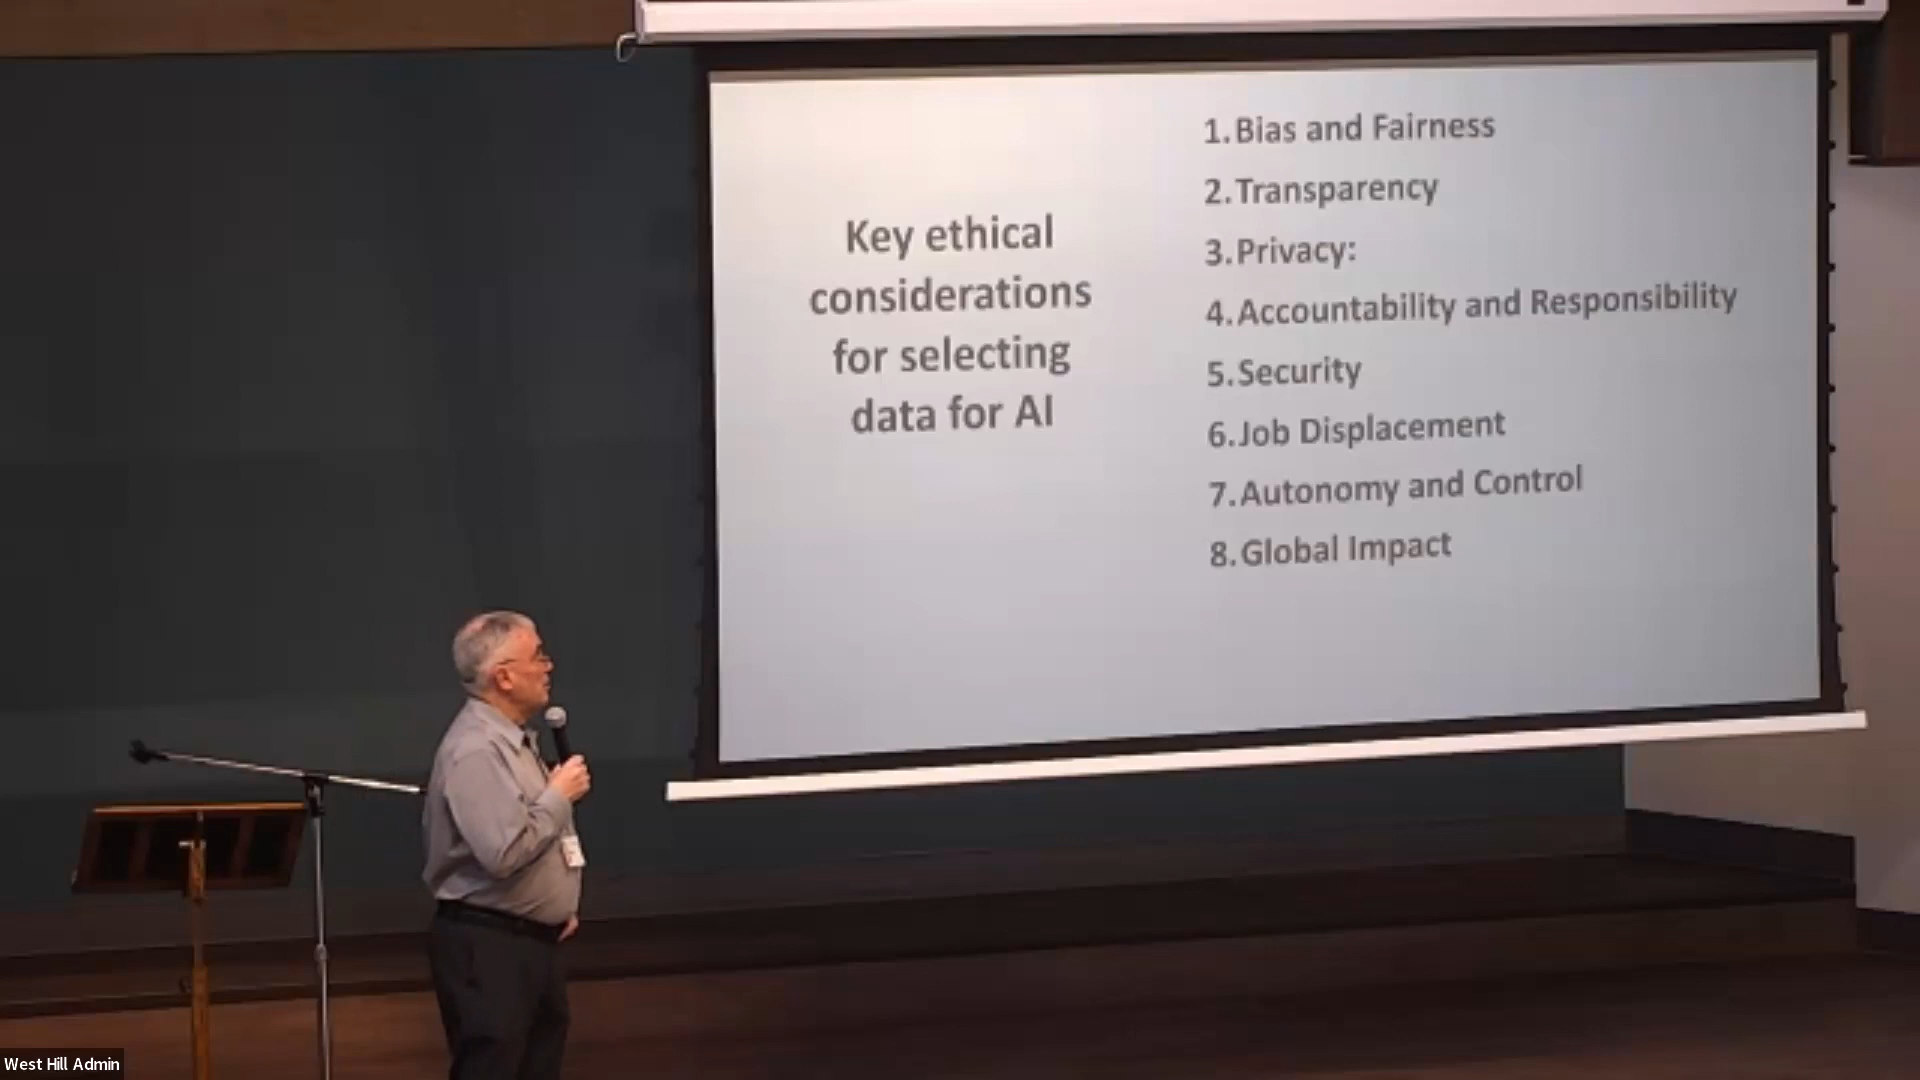 Key ethical
considerations
for selecting
data for AI
1. Bias and Fairness
2. Transparency
3. Privacy:
4. Accountability and Responsibility
5. Security
6. Job Displacement
7. Autonomy and Control
8. Global Impact
West Hill Admin